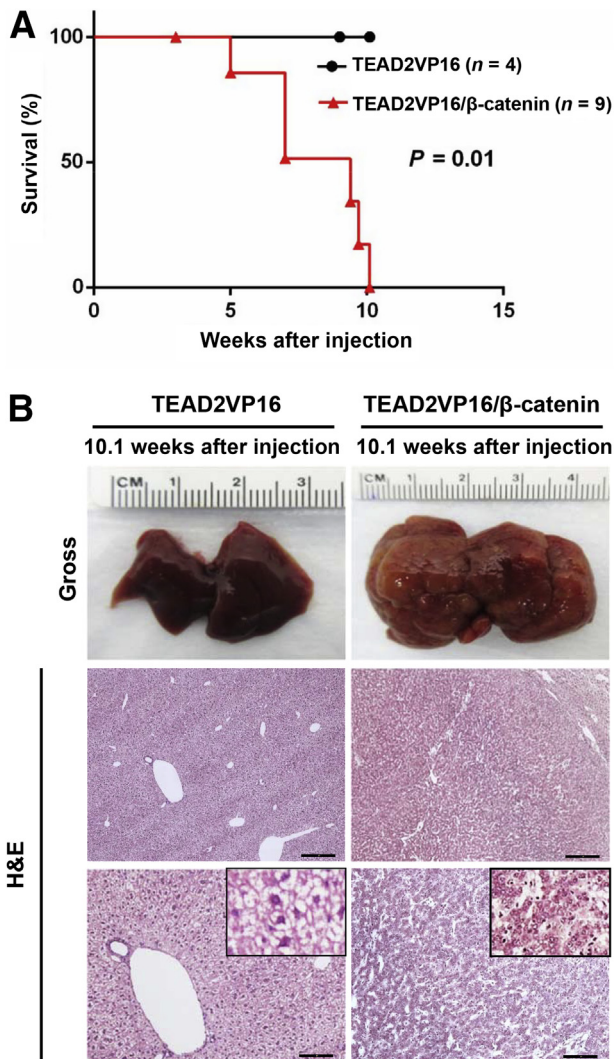 A
100
50
0
Survival (%)
TEAD2VP16 (n = 4)
TEAD2VP16/β-catenin (n = 9)
P = 0.01
0 5 10 15
Weeks after injection
B
TEAD2VP16 TEAD2VP16/β-catenin
10.1 weeks after injection 10.1 weeks after injection
Gross
CM 1 2 3
CM 1 2 3 4
H&E